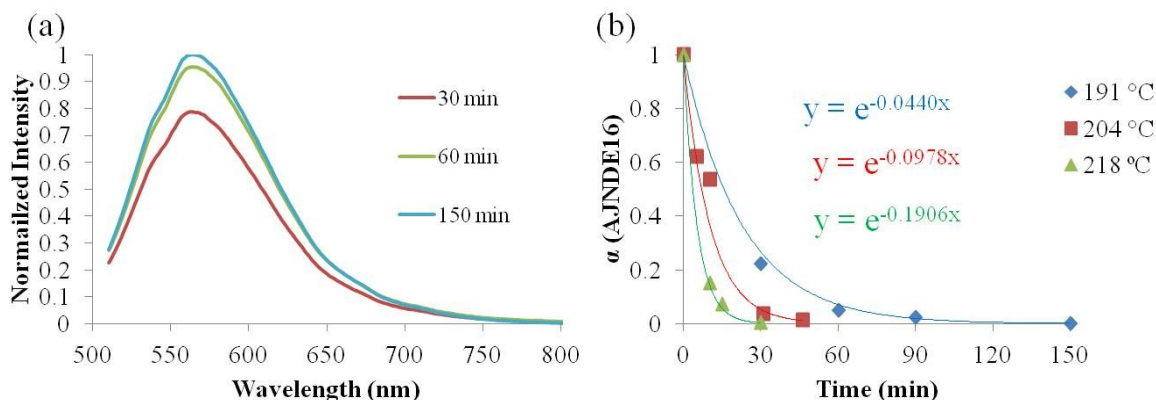 (a)
Normailzed Intensity
1
0.9
0.8
0.7
0.6
0.5
0.4
0.3
0.2
0.1
0
500 550 600 650 700 750 800
Wavelength (nm)
30 min
60 min
150 min
(b)
α (AJNDE16)
1
0.8
0.6
0.4
0.2
0
0 30 60 90 120 150
Time (min)
y = e^-0.0440x
y = e^-0.0978x
y = e^-0.1906x
191 °C
204 °C
218 °C